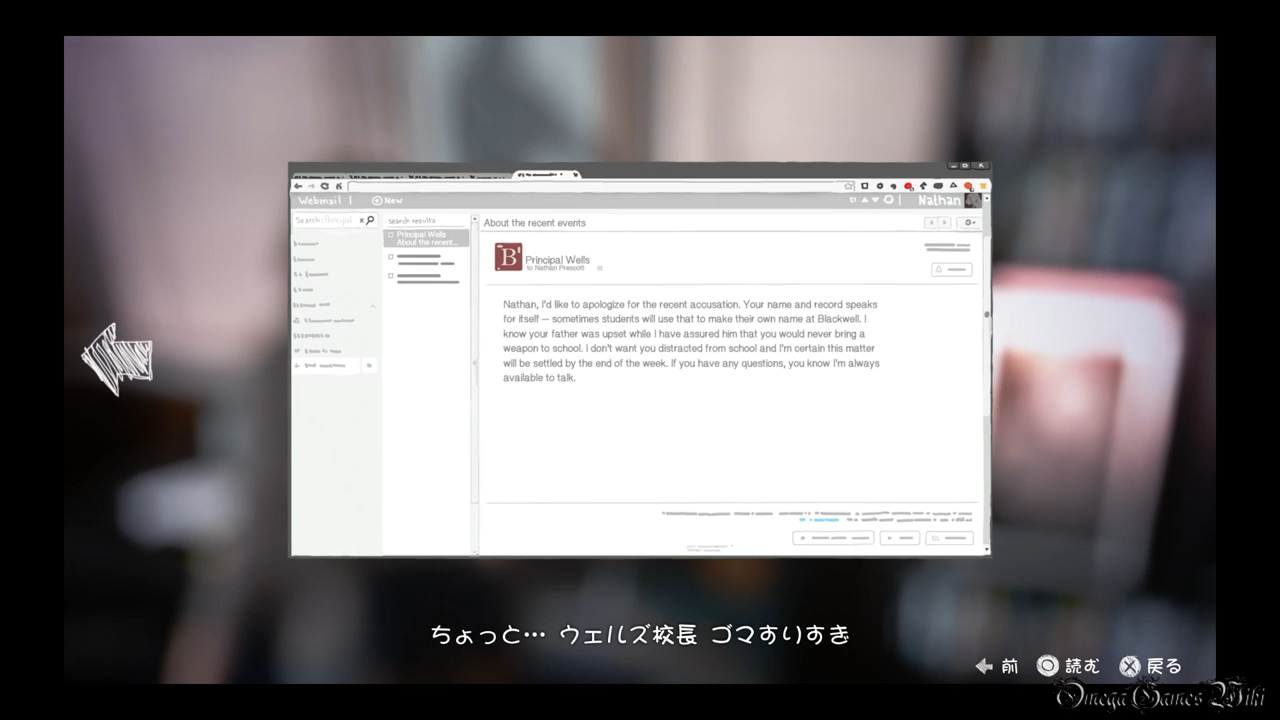 Webmail | New
Nathan
Search: Principal x
search results
Principal Wells
About the recent...
About the recent events
B
Principal Wells
to Nathan Prescott
Nathan, I'd like to apologize for the recent accusation. Your name and record speaks
for itself -- sometimes students will use that to make their own name at Blackwell. I
know your father was upset while i have assured him that you would never bring a
weapon to school. I don't want you distracted from school and I'm certain this matter
will be settled by the end of the week. If you have any questions, you know I'm always
available to talk.
ちょっと… ウェルズ校長 ゴマすりすぎ
前 読む 戻る
Omega Games Wiki